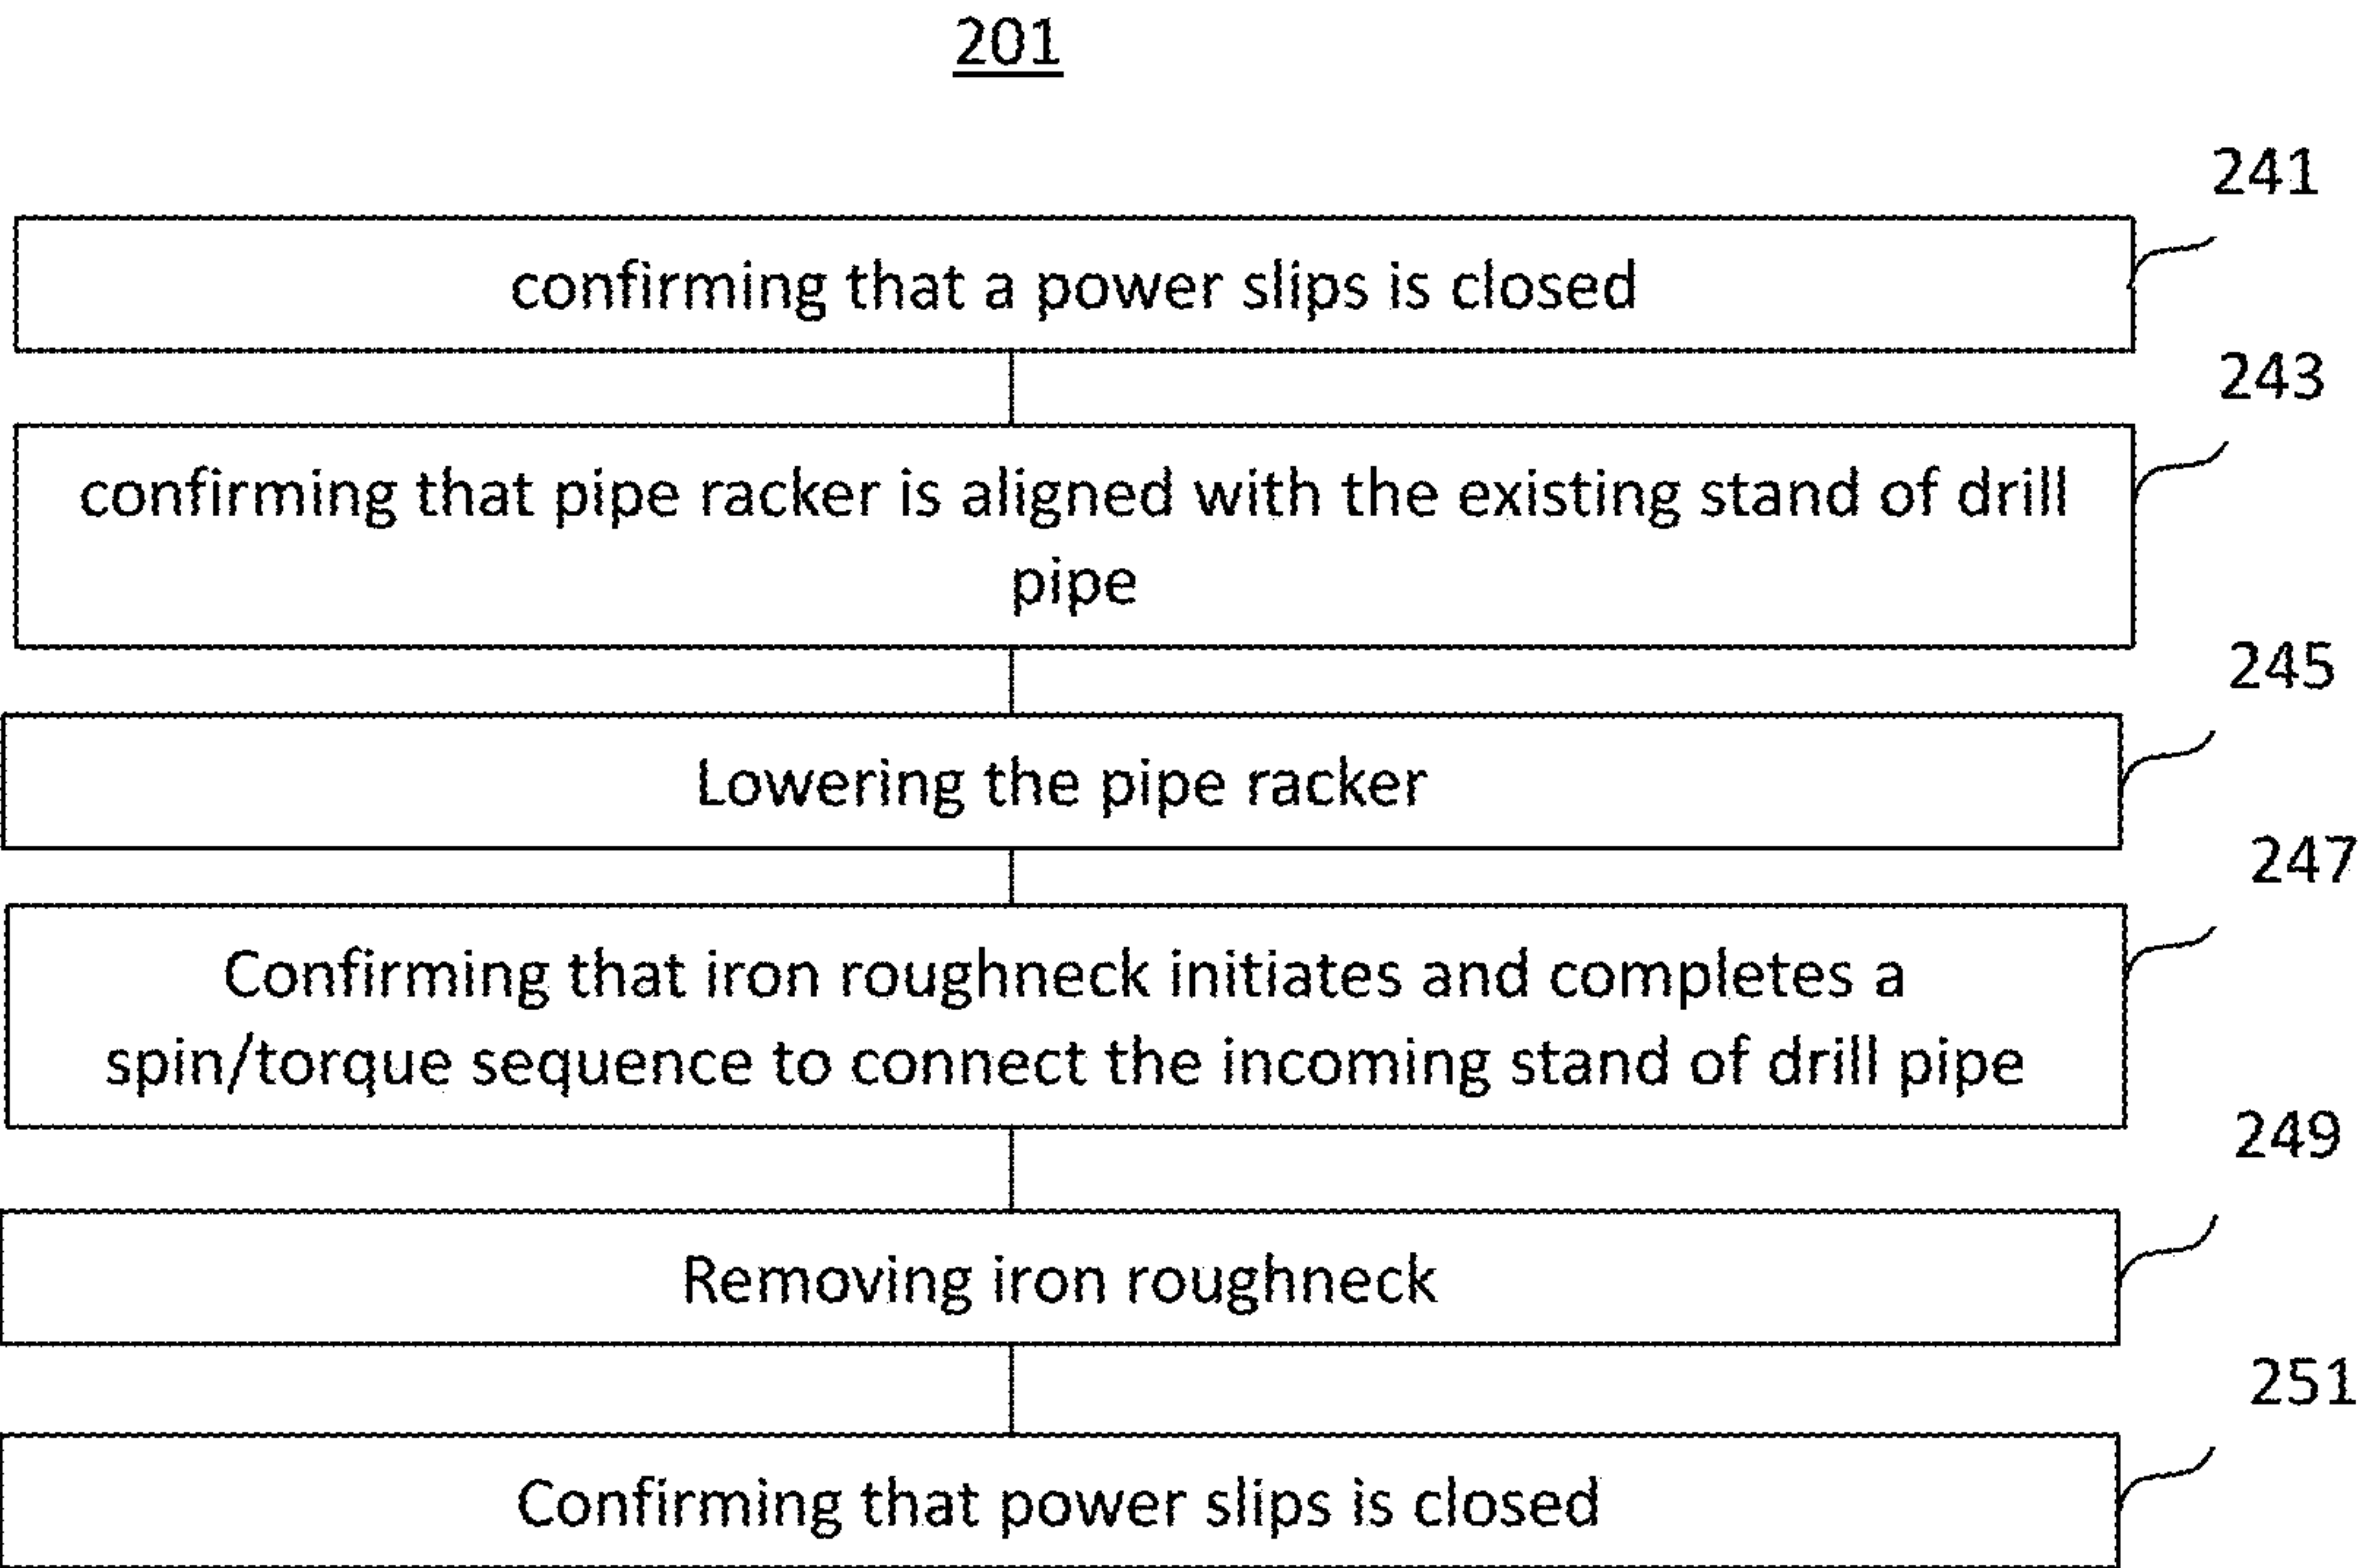 201
241
confirming that a power slips is closed
243
confirming that pipe racker is aligned with the existing stand of drill
pipe
245
Lowering the pipe racker
247
Confirming that iron roughneck initiates and completes a
spin/torque sequence to connect the incoming stand of drill pipe
249
Removing iron roughneck
251
Confirming that power slips is closed